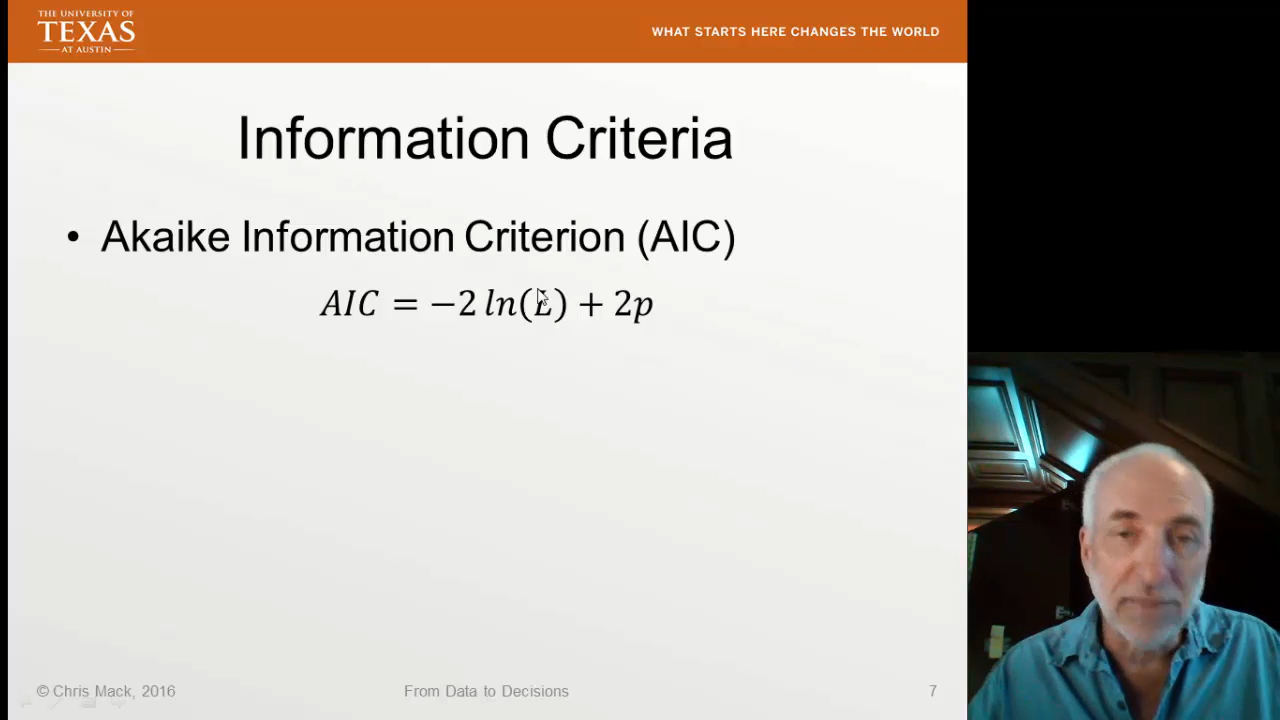 THE UNIVERSITY OF
TEXAS
AT AUSTIN
WHAT STARTS HERE CHANGES THE WORLD
Information Criteria
• Akaike Information Criterion (AIC)
AIC = −2 ln(L) + 2p
© Chris Mack, 2016
From Data to Decisions
7